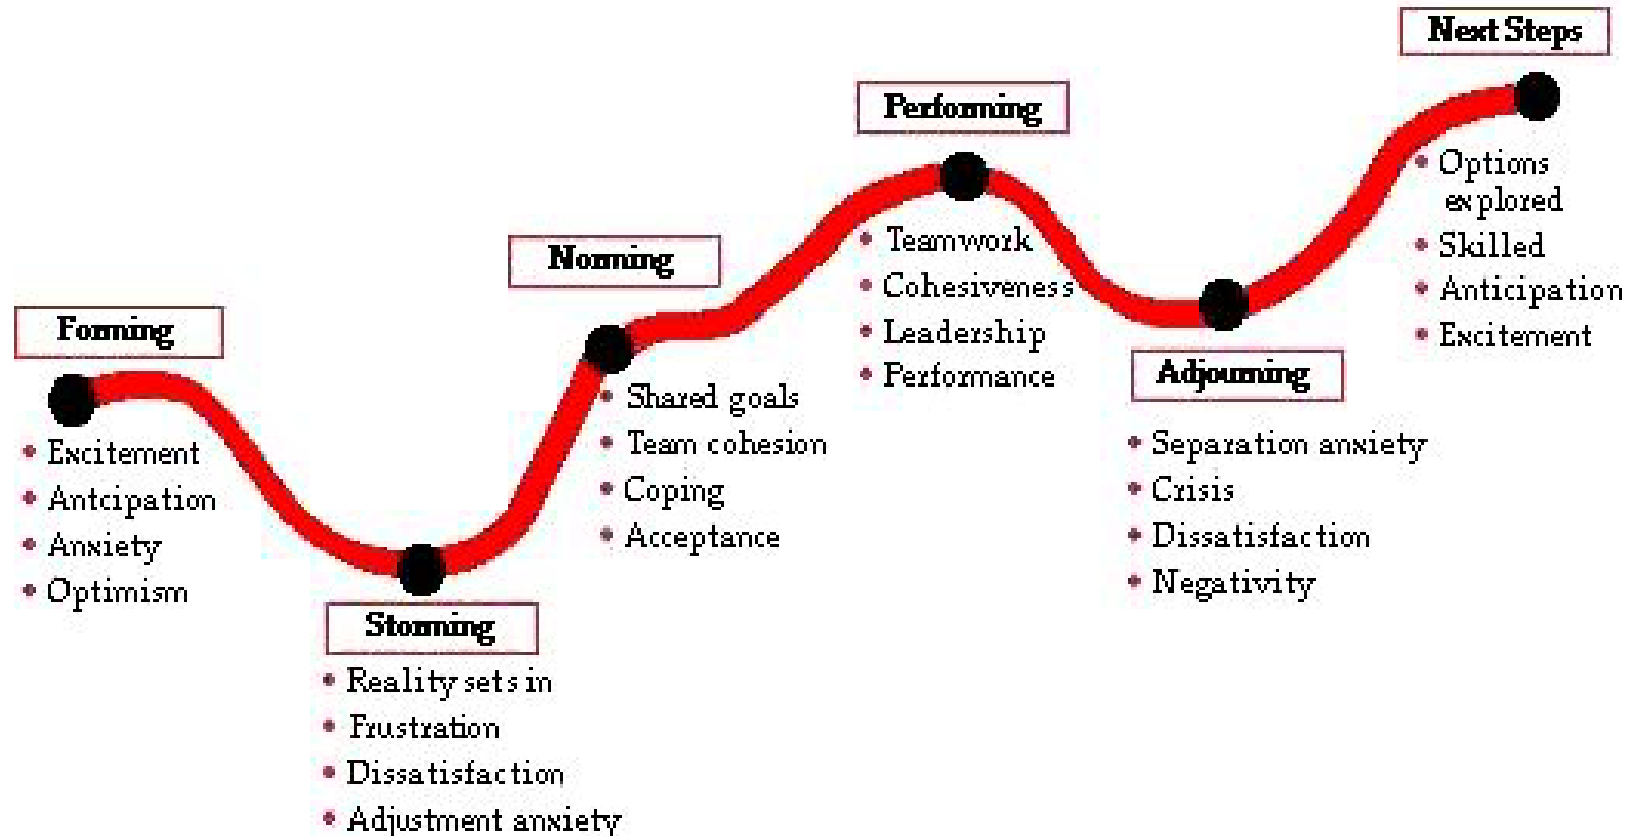 Forming
• Excitement
• Antcipation
• Anxiety
• Optimism
Storming
• Reality sets in
• Frustration
• Dissatisfaction
• Adjustment anxiety
Norming
• Shared goals
• Team cohesion
• Coping
• Acceptance
Performing
• Teamwork
• Cohesiveness
• Leadership
• Performance
Adjourning
• Separation anxiety
• Crisis
• Dissatisfaction
• Negativity
Next Steps
• Options
explored
• Skilled
• Anticipation
• Excitement